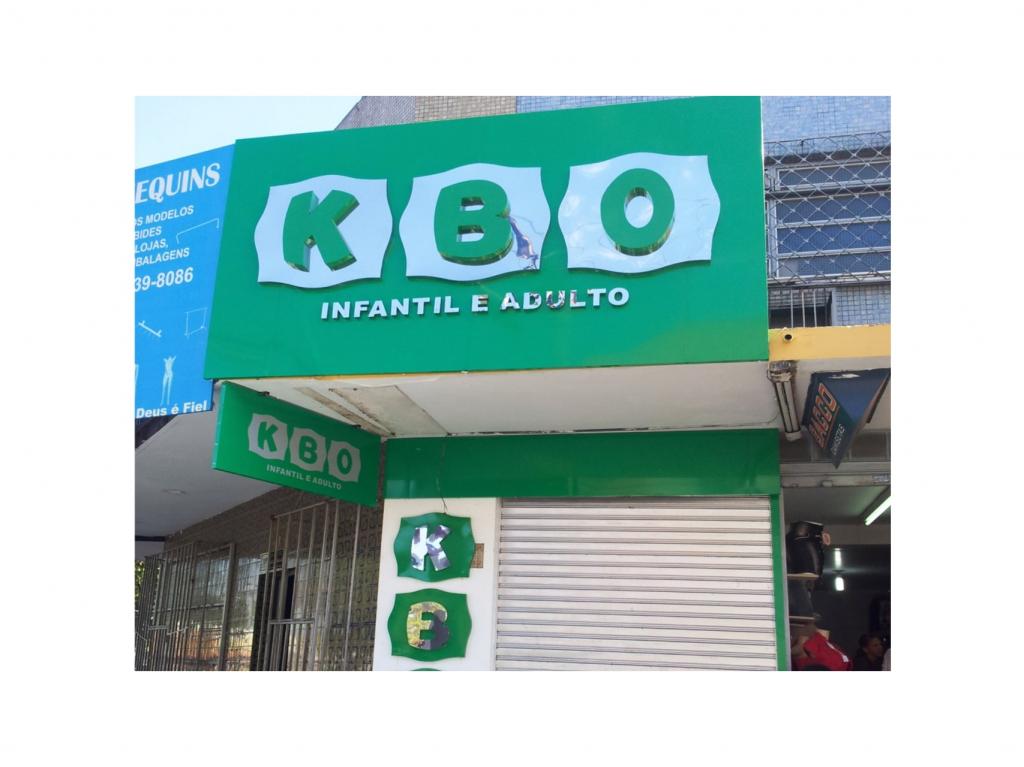 EQUINS
OS MODELOS
BIDES
LOJAS,
BALAGENS
39-8086
Deus é Fiel
KBO
INFANTIL E ADULTO
KBO
INFANTIL E ADULTO
K
B